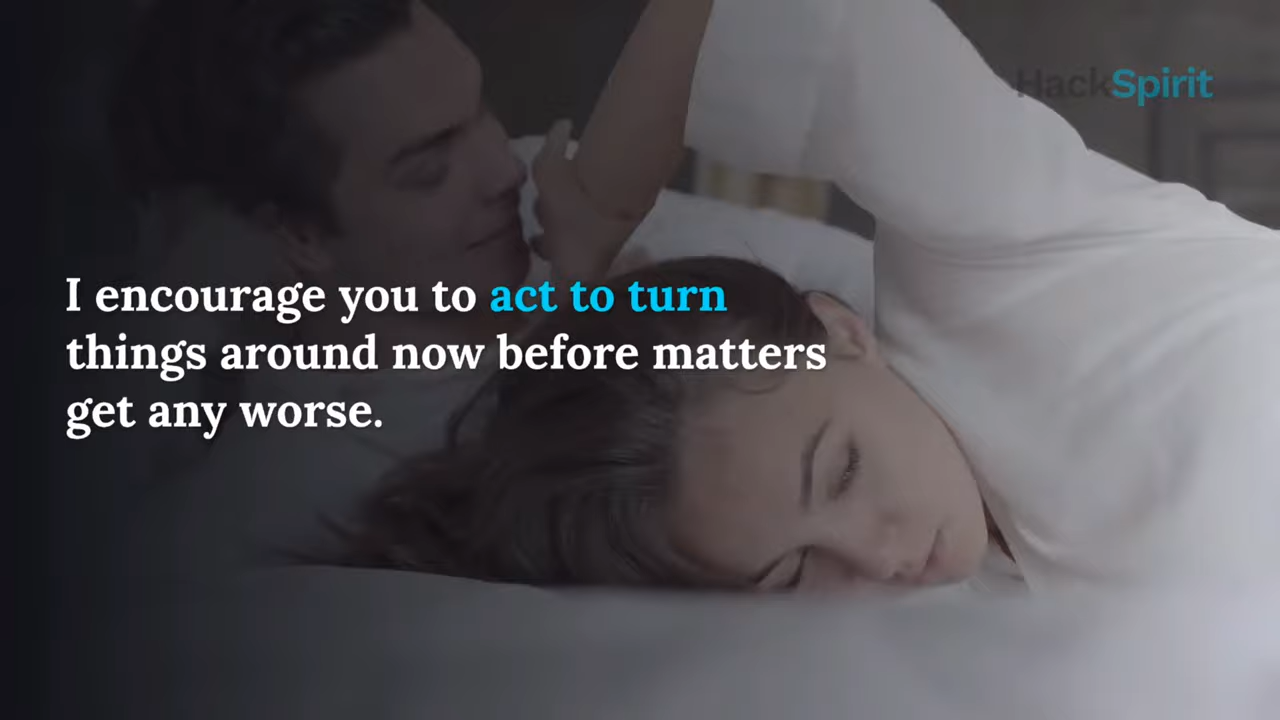 HackSpirit
I encourage you to act to turn
things around now before matters
get any worse.